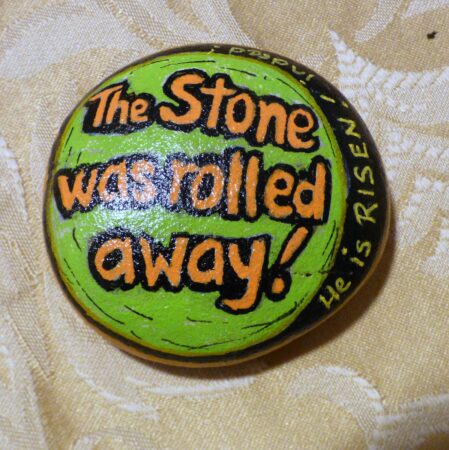 The Stone
was rolled
away!
He is RISEN!